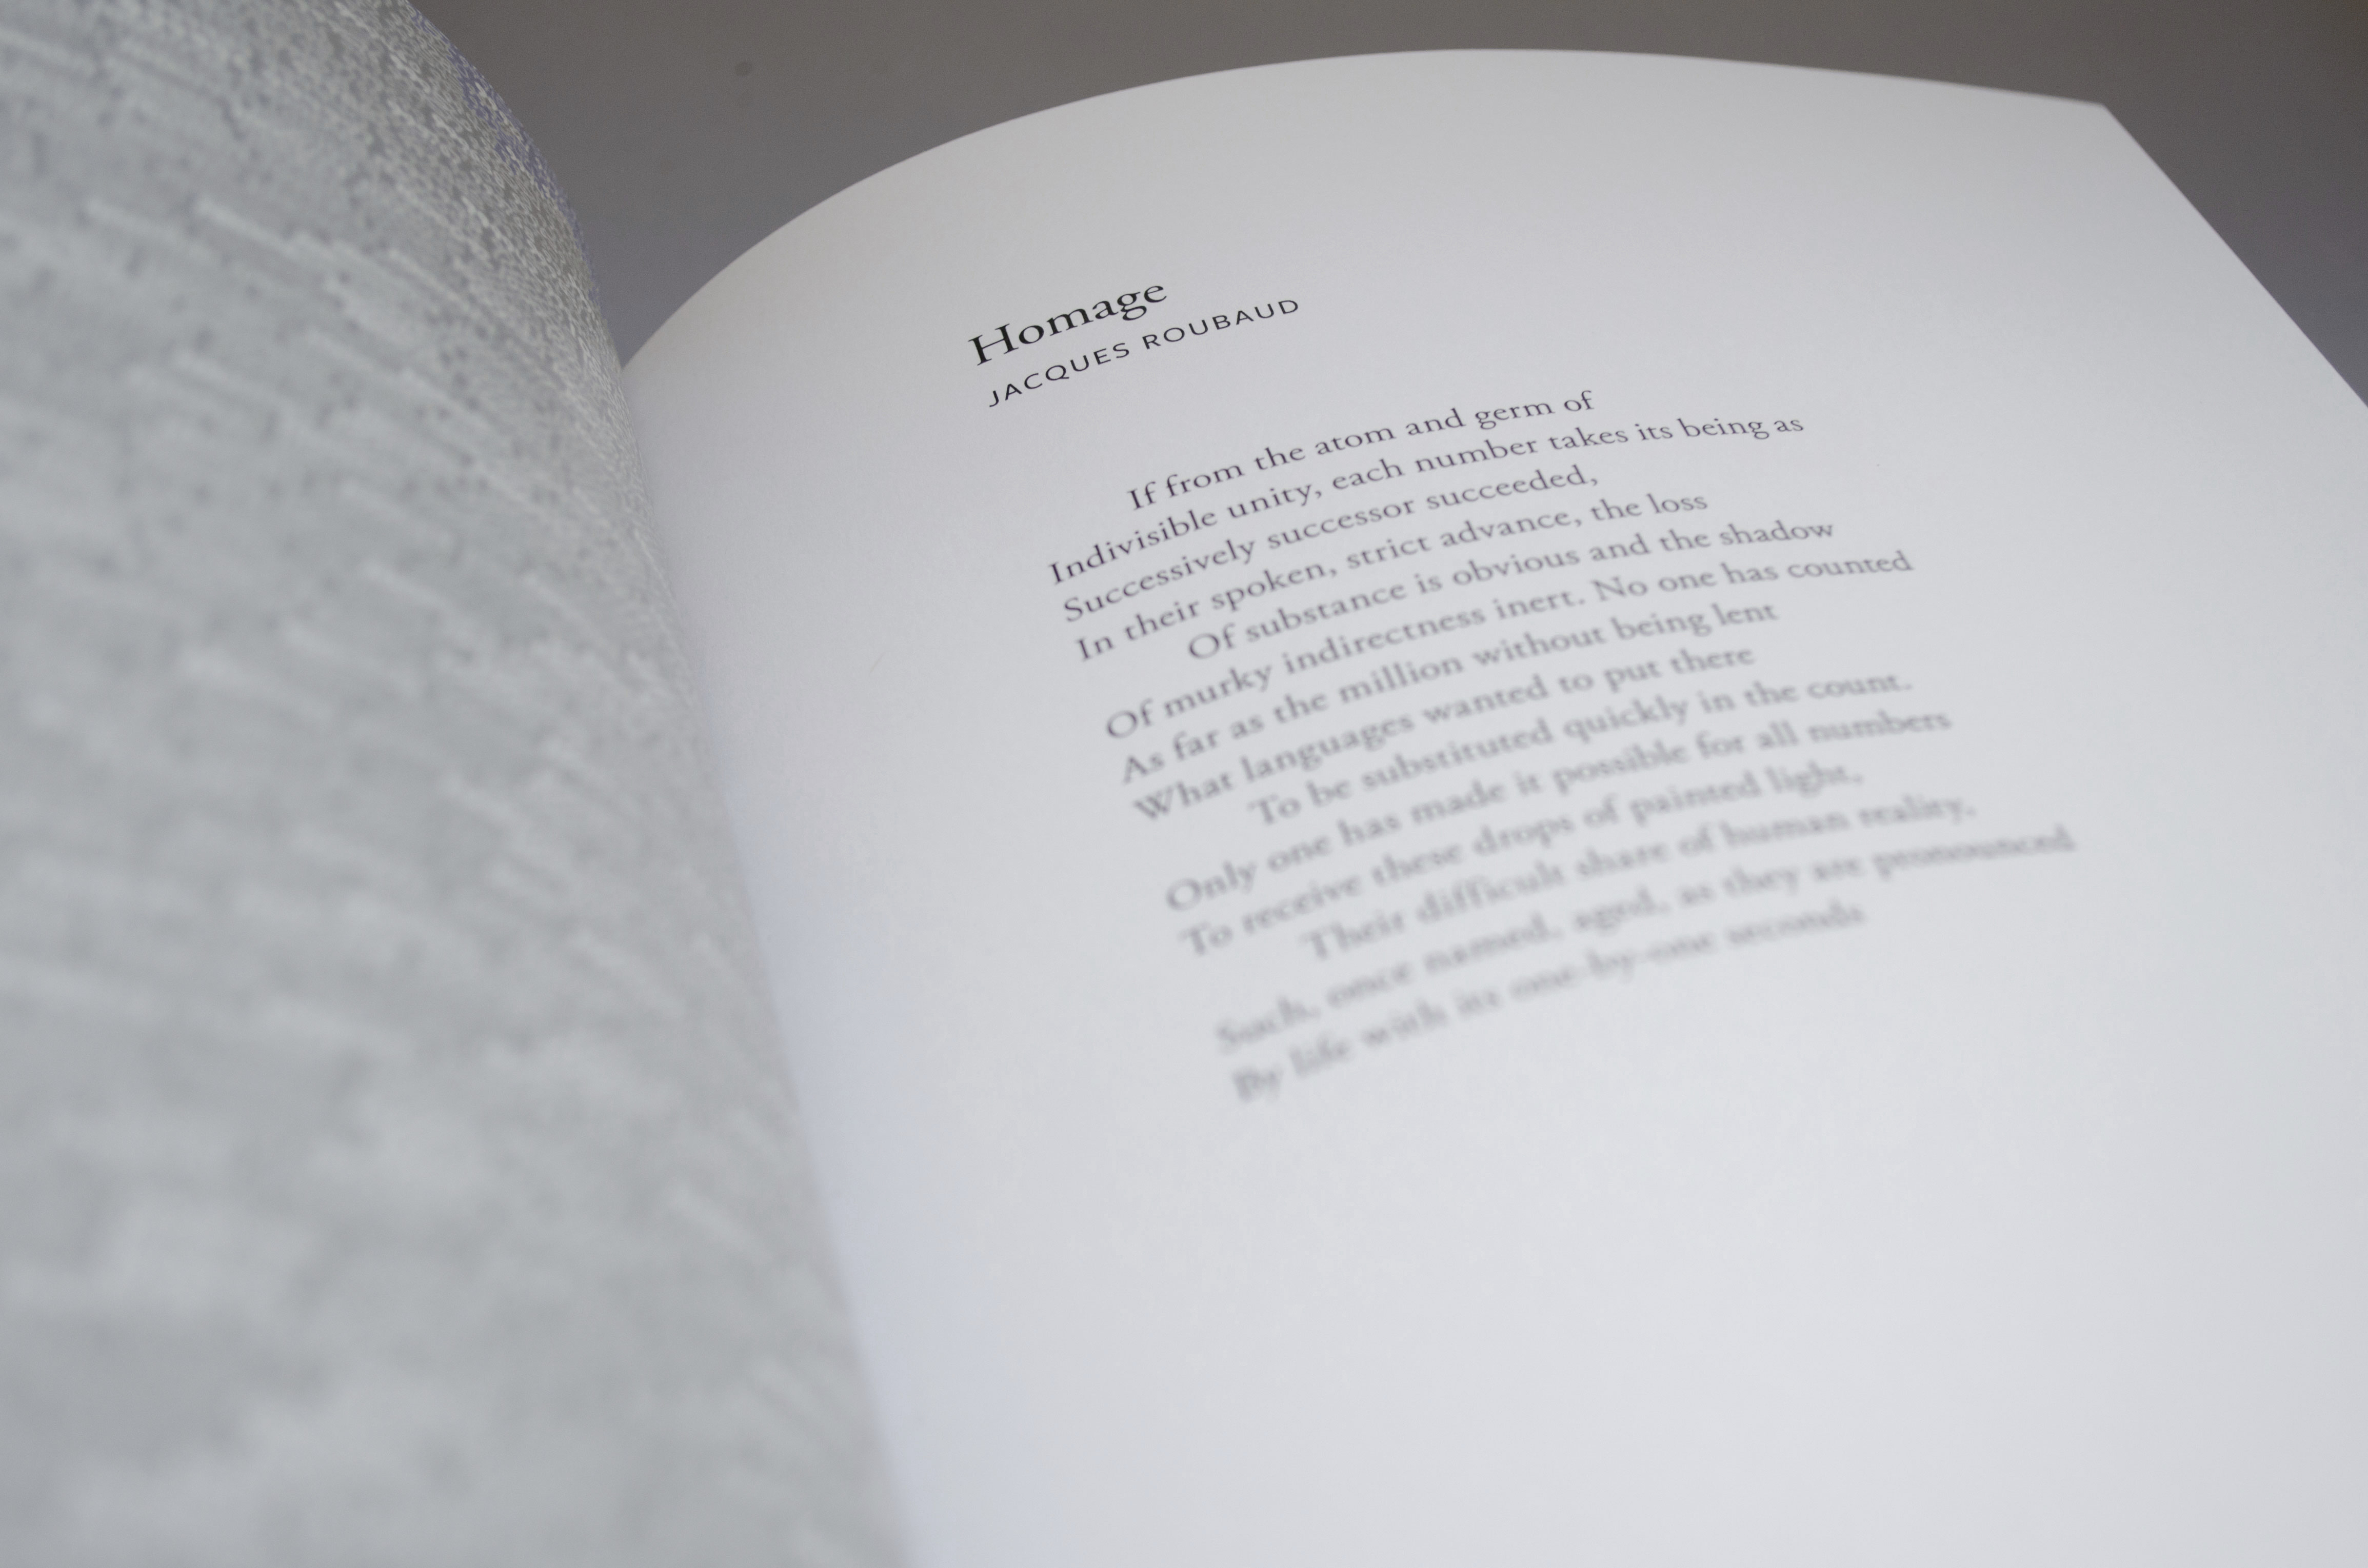 Homage
JACQUES ROUBAUD
If from the atom and germ of
Indivisible unity, each number takes its being as
Successively successor succeeded,
In their spoken, strict advance, the loss
Of substance is obvious and the shadow
Of murky indirectness inert. No one has counted
As far as the million without being lent
What languages wanted to put there
To be substituted quickly in the count.
Only one has made it possible for all numbers
To receive these drops of painted light,
Their difficult share of human reality,
Such, once named, aged, as they are pronounced
By life with its one-by-one seconds